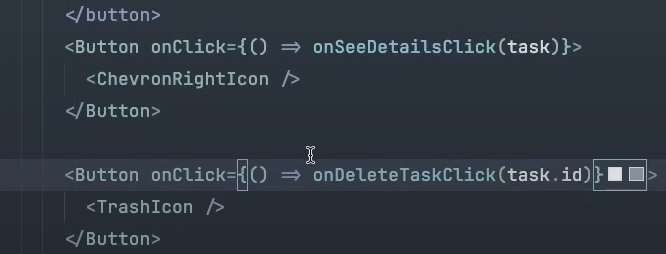 </button>
<Button onClick={() => onSeeDetailsClick(task)}>
<ChevronRightIcon />
</Button>
<Button onClick={() => onDeleteTaskClick(task.id)}>
<TrashIcon />
</Button>